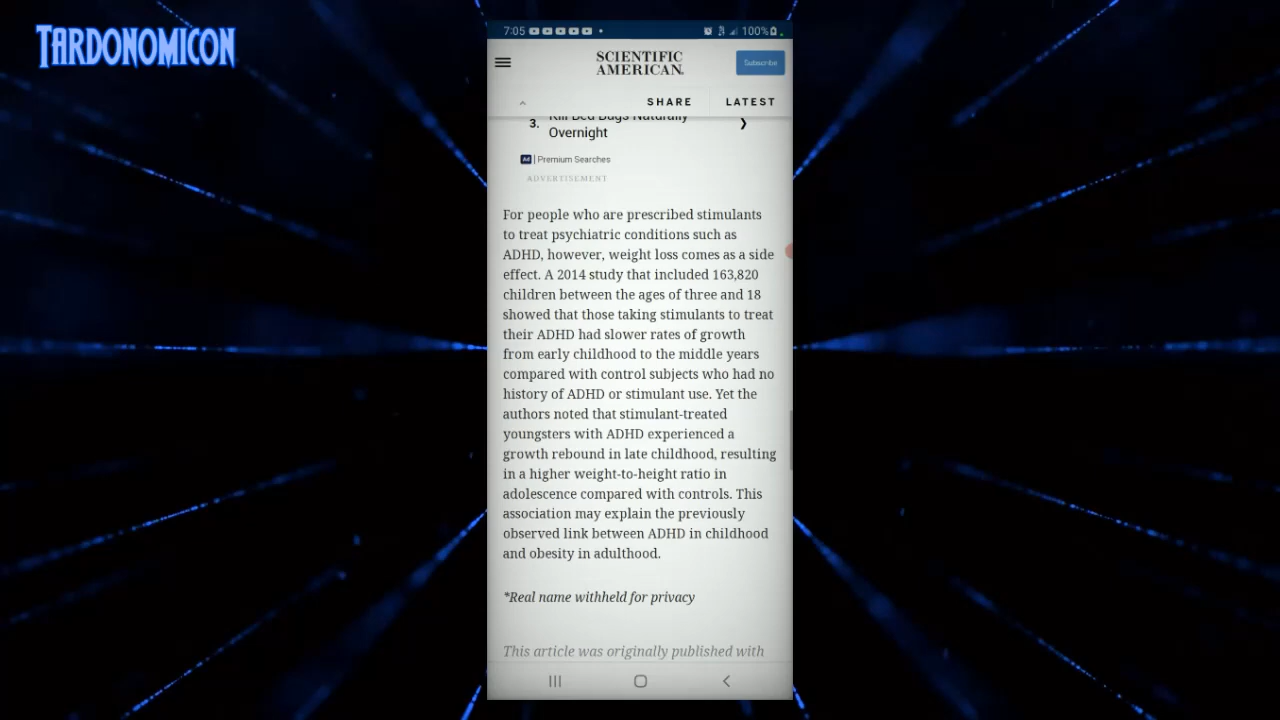 TARDONOMICON
7:05
100%
SCIENTIFIC
AMERICAN.
Subscribe
SHARE
LATEST
3. Kill Bed Bugs Naturally
Overnight
Ad | Premium Searches
ADVERTISEMENT
For people who are prescribed stimulants
to treat psychiatric conditions such as
ADHD, however, weight loss comes as a side
effect. A 2014 study that included 163,820
children between the ages of three and 18
showed that those taking stimulants to treat
their ADHD had slower rates of growth
from early childhood to the middle years
compared with control subjects who had no
history of ADHD or stimulant use. Yet the
authors noted that stimulant-treated
youngsters with ADHD experienced a
growth rebound in late childhood, resulting
in a higher weight-to-height ratio in
adolescence compared with controls. This
association may explain the previously
observed link between ADHD in childhood
and obesity in adulthood.
*Real name withheld for privacy
This article was originally published with